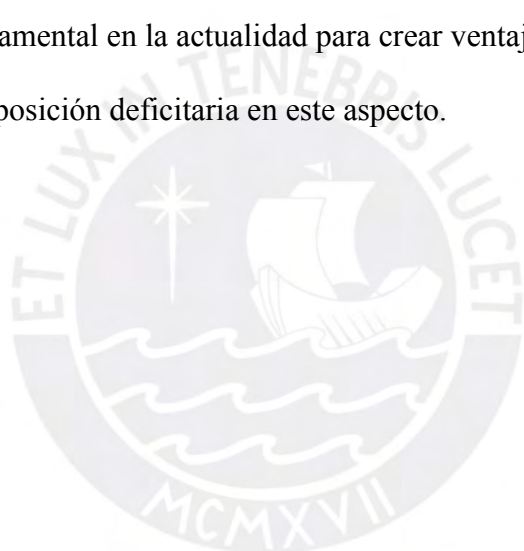 amental en la actualidad para crear ventaj
posición deficitaria en este aspecto.
ET LUX IN TENEBRIS LUCET
MCMXVII